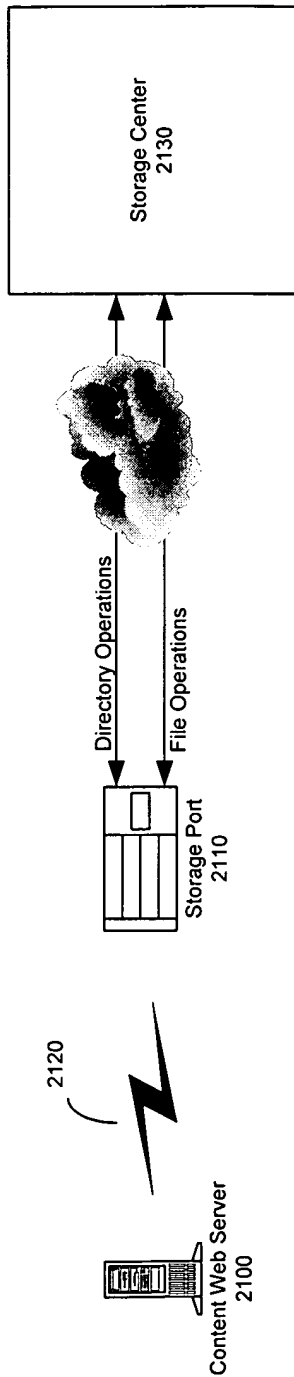 Content Web Server
2100
2120
Storage Port
2110
Directory Operations
File Operations
Storage Center
2130